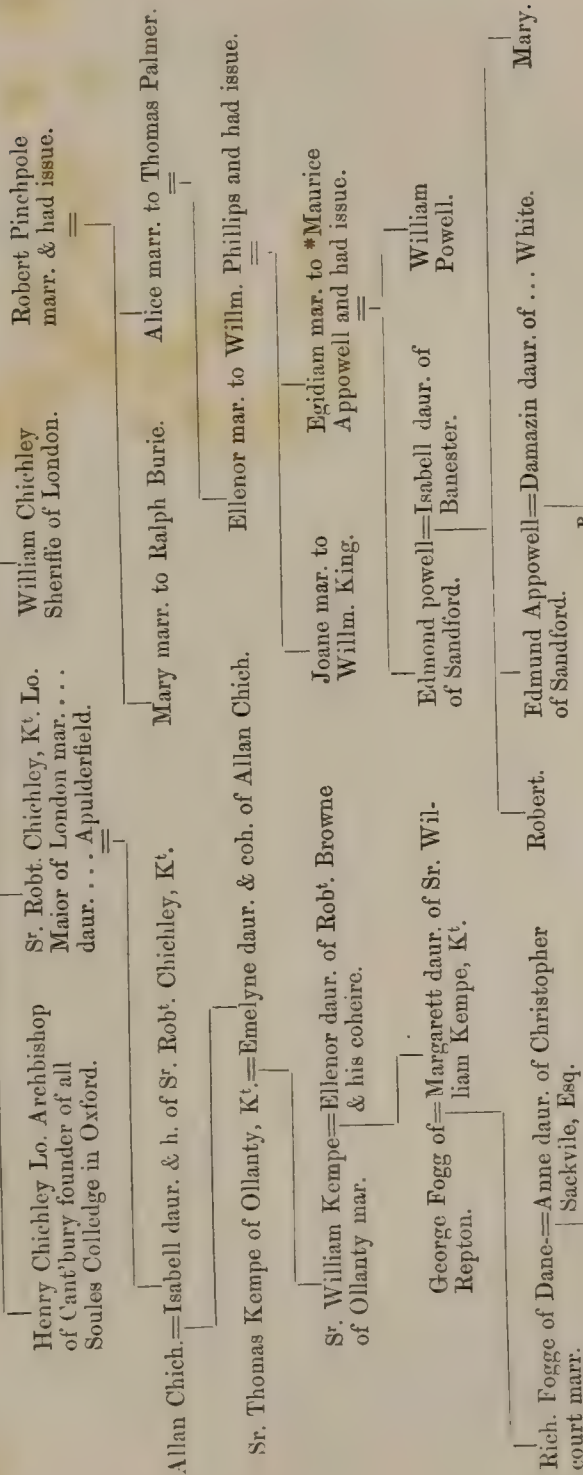 Henry Chichley Lo. Archbishop
of Cant'bury founder of all
Soules Colledge in Oxford.
Sr. Robt. Chichley, Kt. Lo.
Maior of London mar....
daur.... Apulderfield.
William Chichley
Sheriffe of London.
Robert Pinchpole
marr. & had issue.
Allan Chich.=Isabell daur. & h. of Sr. Robt. Chichley, Kt.
Mary marr. to Ralph Burie.
Alice marr. to Thomas Palmer.
Sr. Thomas Kempe of Ollanty, Kt.=Emelyne daur. & coh. of Allan Chich.
Ellenor mar. to Willm. Phillips and had issue.
Sr. William Kempe=Ellenor daur. of Robt. Browne
of Ollanty mar. & his coheire.
Joane mar. to
Willm. King.
Egidiam mar. to *Maurice
Appowell and had issue.
George Fogg of=Margarett daur. of Sr. Wil-
Repton. liam Kempe, Kt.
Edmond powell=Isabell daur. of
of Sandford. Banester.
William
Powell.
Rich. Fogge of Dane-=Anne daur. of Christopher
court marr. Sackvile, Esq.
Robert.
Edmund Appowell=Damazin daur. of ... White.
of Sandford.
Mary.